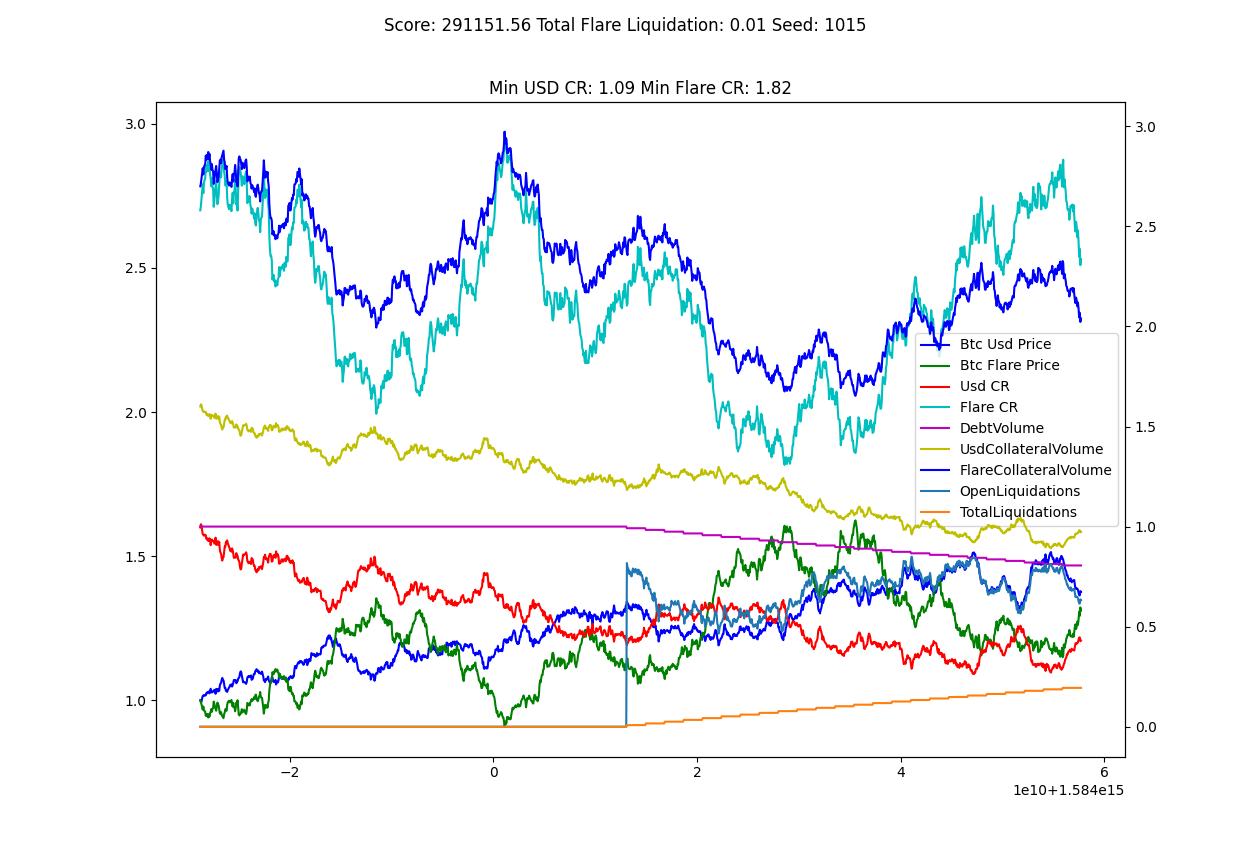 Score: 291151.56 Total Flare Liquidation: 0.01 Seed: 1015
Min USD CR: 1.09 Min Flare CR: 1.82
3.0
2.5
2.0
1.5
1.0
3.0
2.5
2.0
1.5
1.0
0.5
0.0
Btc Usd Price
Btc Flare Price
Usd CR
Flare CR
DebtVolume
UsdCollateralVolume
FlareCollateralVolume
OpenLiquidations
TotalLiquidations
−2 0 2 4 6
1e10+1.584e15